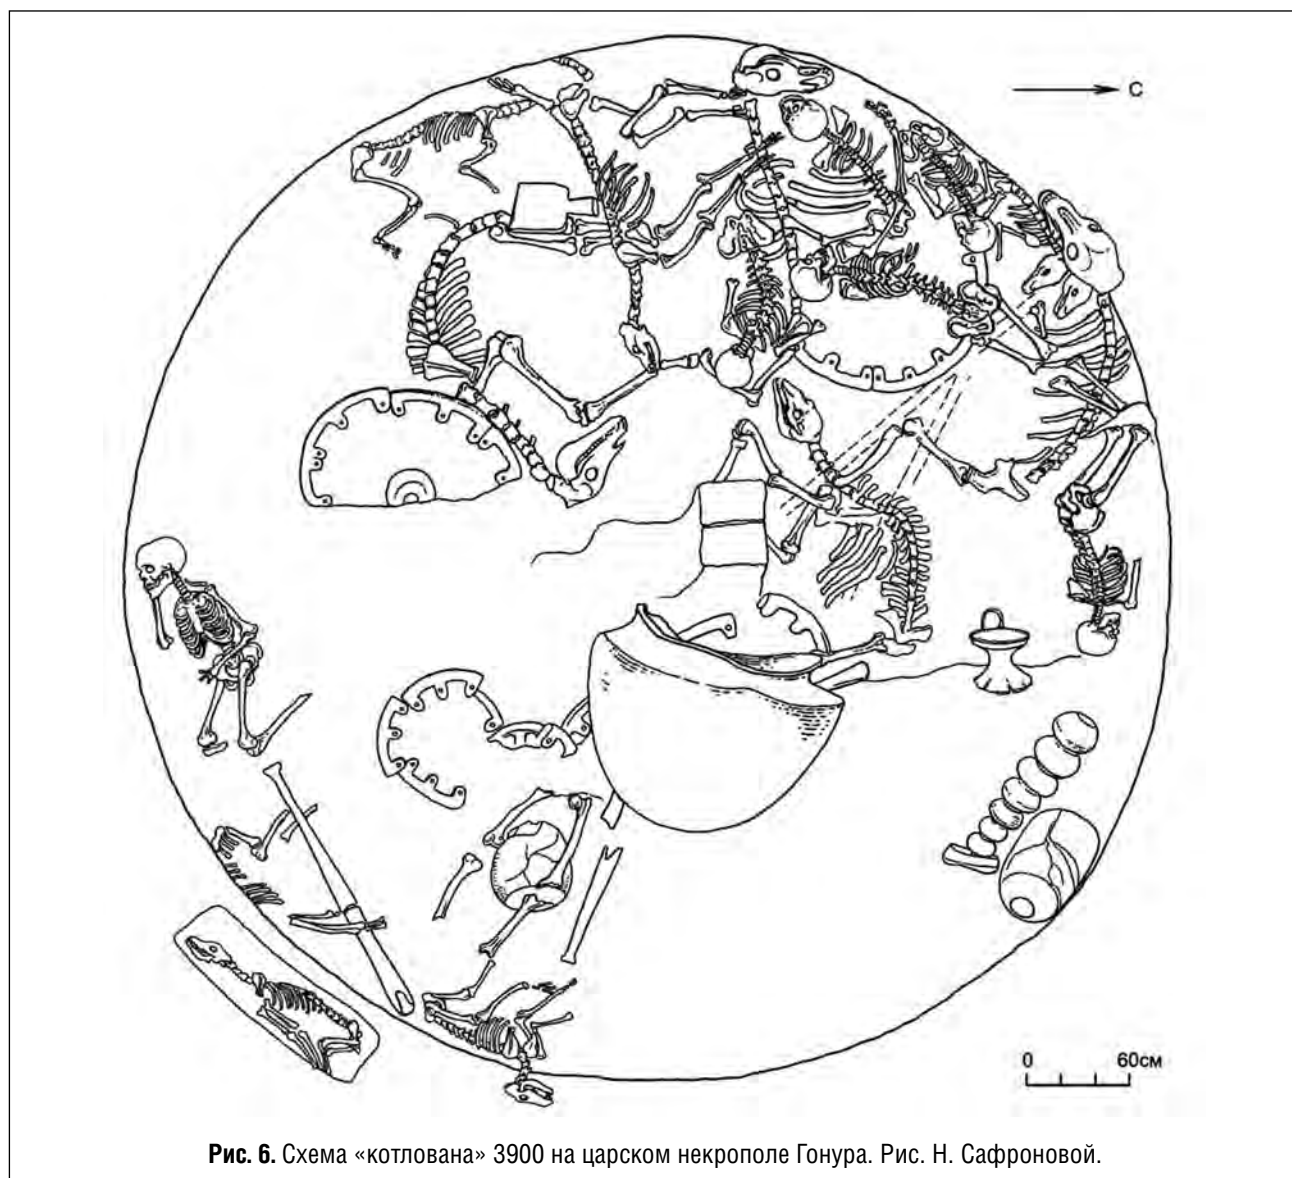 С
0 60см
Рис. 6. Схема «котлована» 3900 на царском некрополе Гонура. Рис. Н. Сафроновой.